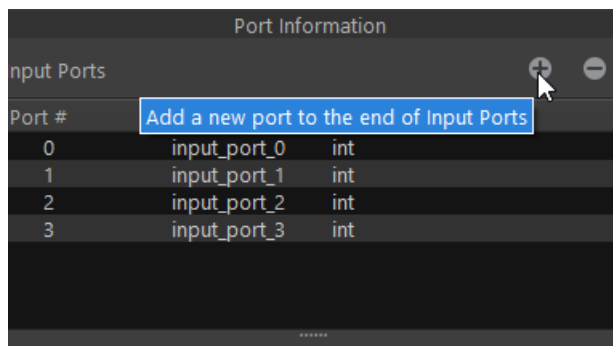 Port Information
nput Ports
Port #
Add a new port to the end of Input Ports
0 input_port_0 int
1 input_port_1 int
2 input_port_2 int
3 input_port_3 int